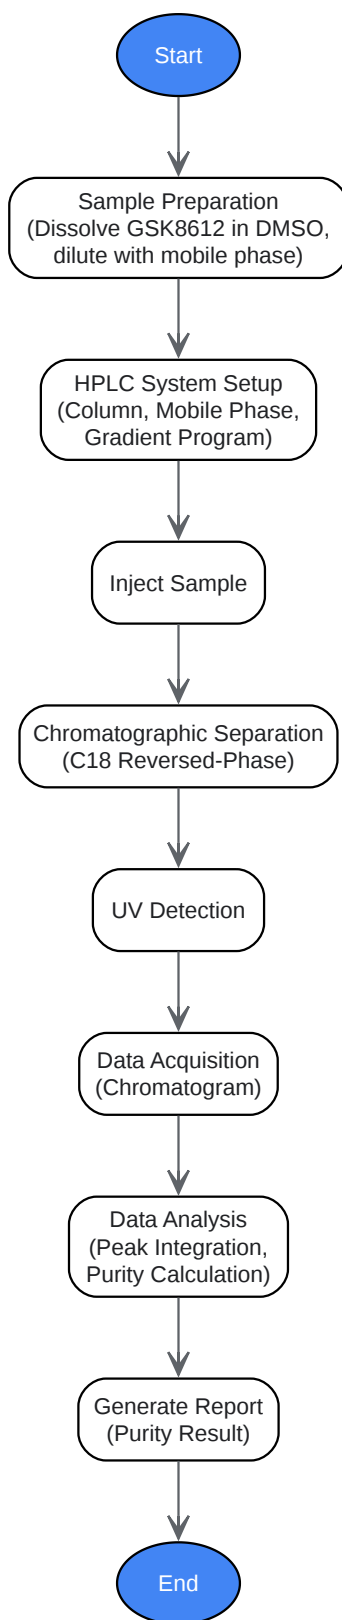 Start
Sample Preparation
(Dissolve GSK8612 in DMSO,
dilute with mobile phase)
HPLC System Setup
(Column, Mobile Phase,
Gradient Program)
Inject Sample
Chromatographic Separation
(C18 Reversed-Phase)
UV Detection
Data Acquisition
(Chromatogram)
Data Analysis
(Peak Integration,
Purity Calculation)
Generate Report
(Purity Result)
End